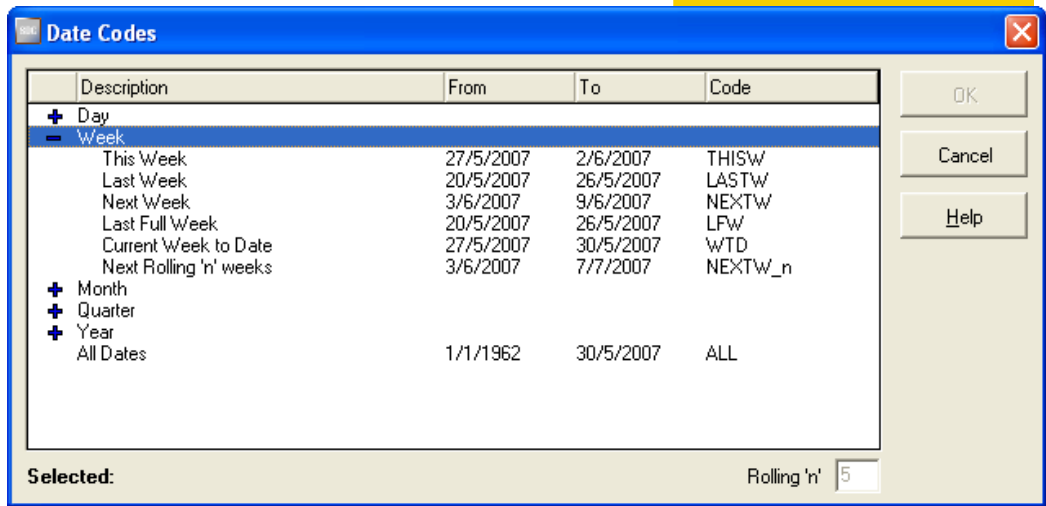 Date Codes
Description From To Code
Day
Week
This Week 27/5/2007 2/6/2007 THISW
Last Week 20/5/2007 26/5/2007 LASTW
Next Week 3/6/2007 9/6/2007 NEXTW
Last Full Week 20/5/2007 26/5/2007 LFW
Current Week to Date 27/5/2007 30/5/2007 WTD
Next Rolling 'n' weeks 3/6/2007 7/7/2007 NEXTW_n
Month
Quarter
Year
All Dates 1/1/1962 30/5/2007 ALL
OK
Cancel
Help
Selected: Rolling 'n' 5